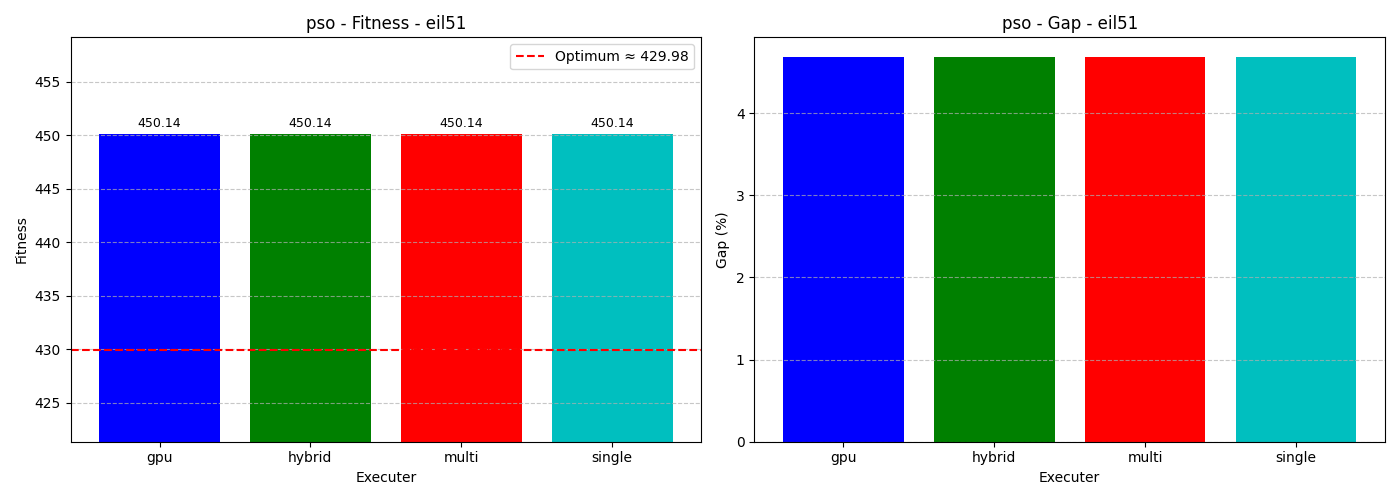 pso - Fitness - eil51
Optimum ≈ 429.98
455
450
445
440
435
430
425
Fitness
450.14
450.14
450.14
450.14
gpu
hybrid
multi
single
Executer
pso - Gap - eil51
4
3
2
1
0
Gap (%)
gpu
hybrid
multi
single
Executer